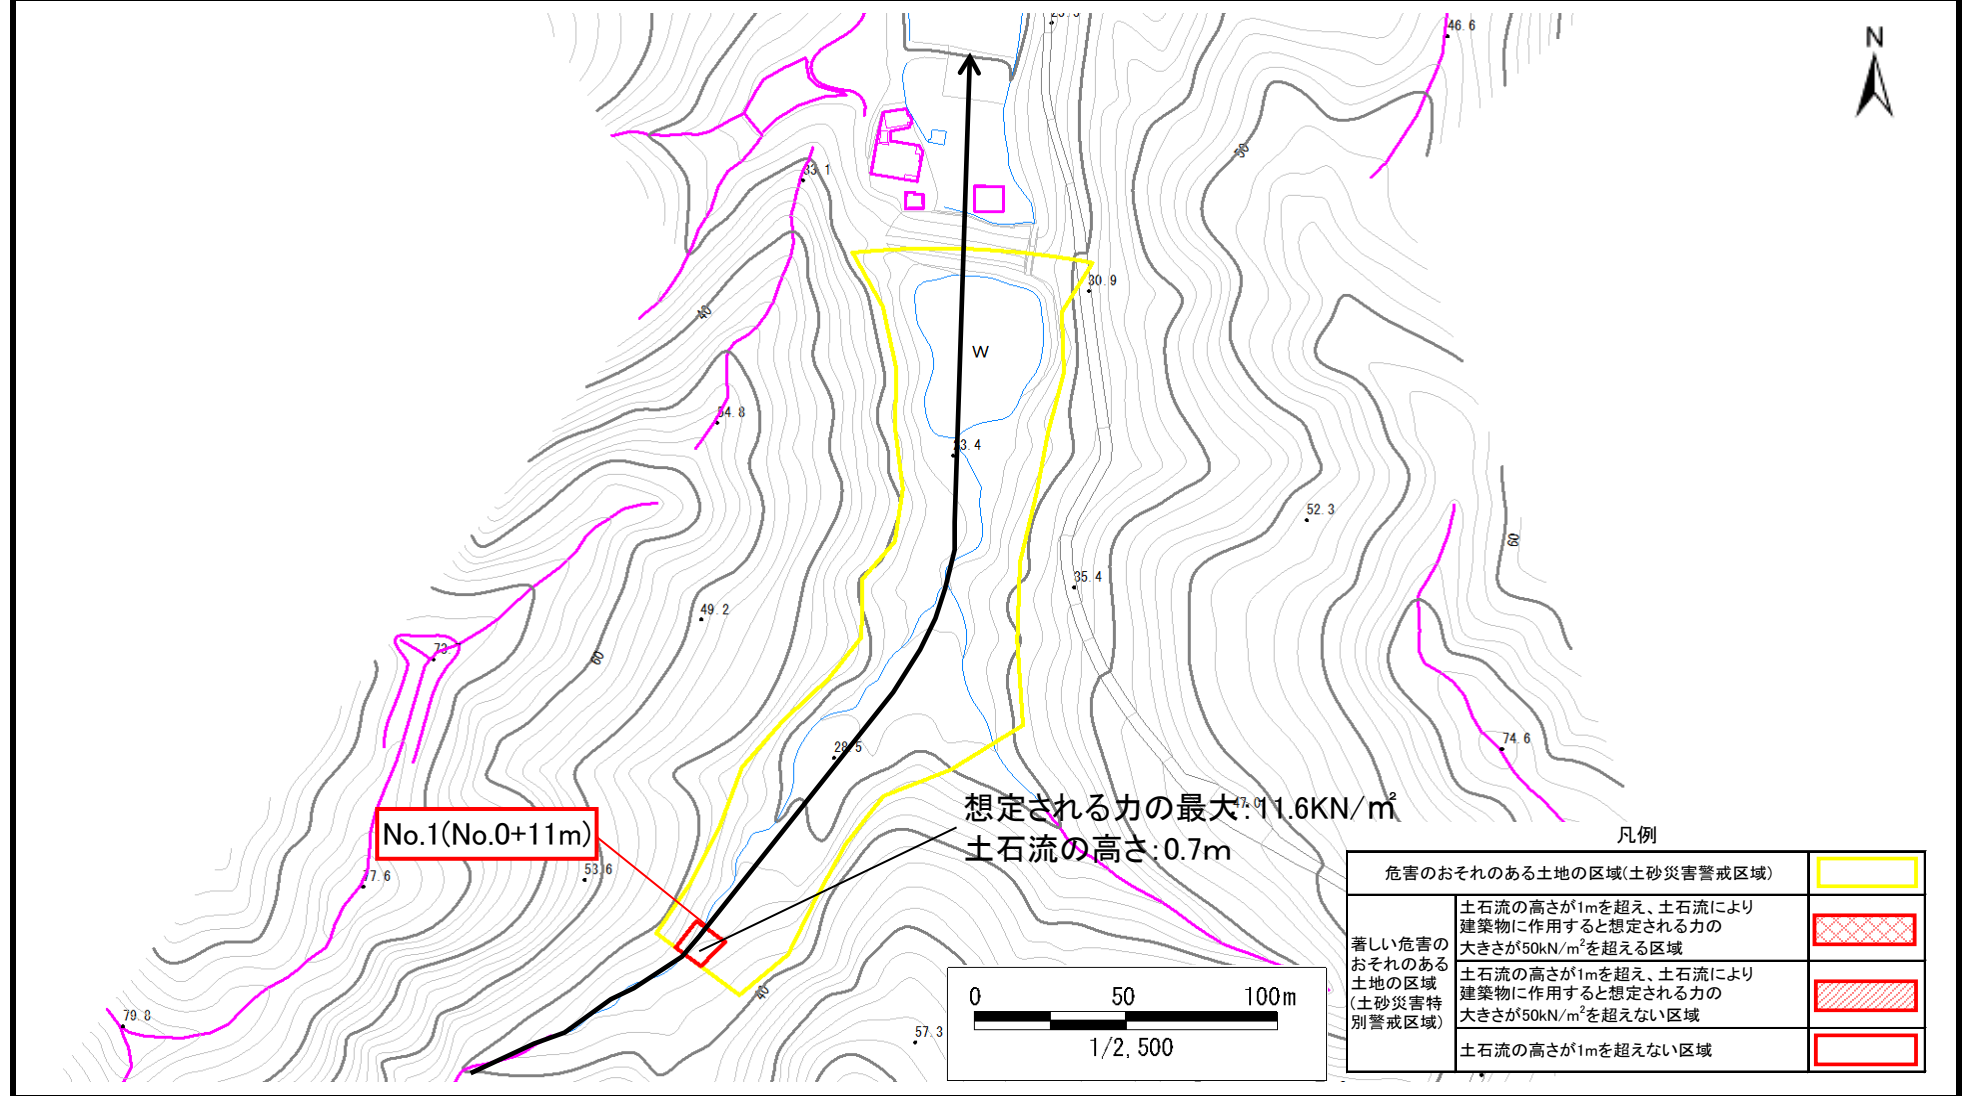 46.6
N
50
33.1
30.9
40
W
54.8
52.3
60
35.4
49.2
60
74.6
想定される力の最大:11.6KN/㎡
47.0
土石流の高さ:0.7m
No.1(No.0+11m)
53.6
77.6
凡例
危害のおそれのある土地の区域(土砂災害警戒区域)
著しい危害の
おそれのある
土地の区域
(土砂災害特
別警戒区域)
土石流の高さが1mを超え、土石流により
建築物に作用すると想定される力の
大きさが50kN/m²を超える区域
土石流の高さが1mを超え、土石流により
建築物に作用すると想定される力の
大きさが50kN/m²を超えない区域
土石流の高さが1mを超えない区域
40
79.8
57.3
0 50 100m
1/2,500